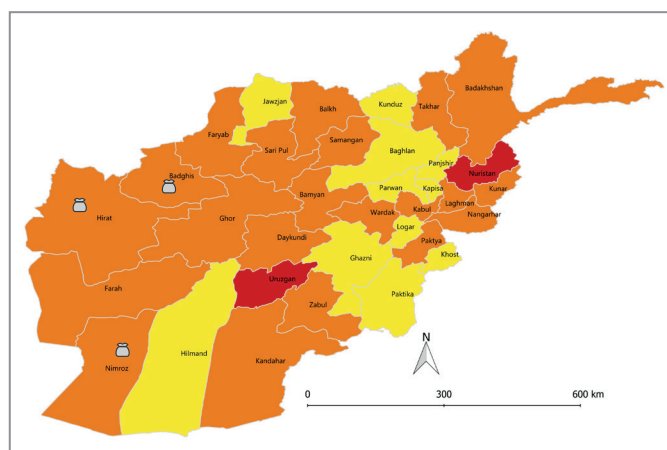 Badakhshan
Jawzjan
Kunduz
Takhar
Balkh
Faryab
Samangan
Sari Pul
Baghlan
Panjshir
Badghis
Nuristan
Parwan
Kapisa
Kunar
Bamyan
Laghman
Hirat
Ghor
Wardak
Kabul
Nangarhar
Logar
Daykundi
Paktya
Ghazni
Khost
Uruzgan
Farah
Paktika
Zabul
Hilmand
Kandahar
Nimroz
N
0 300 600 km